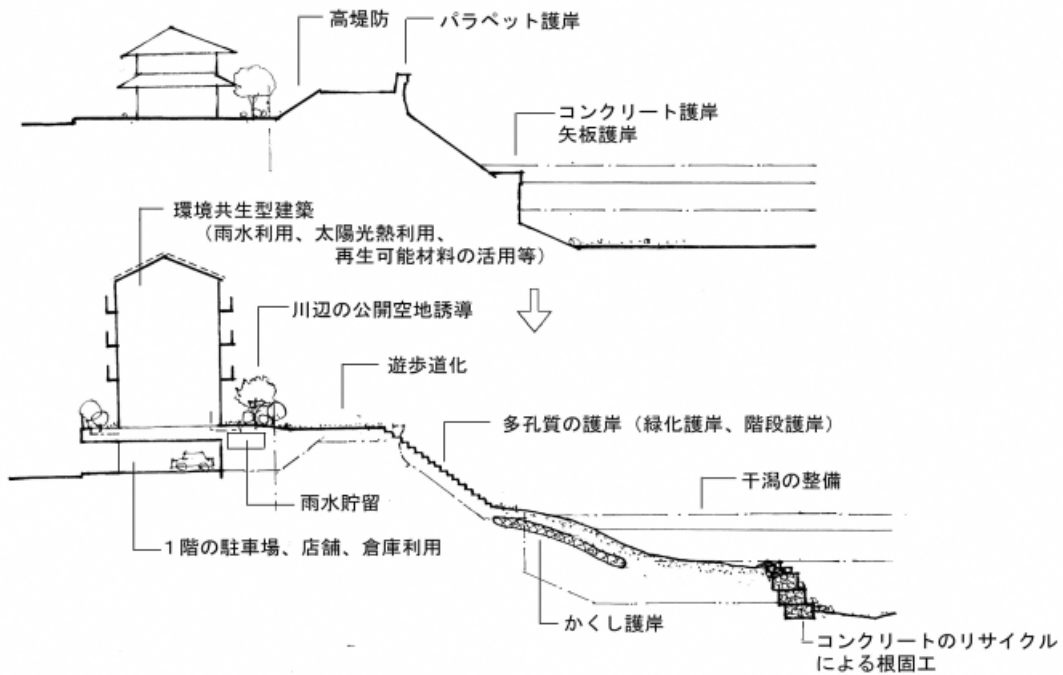 高堤防
パラペット護岸
コンクリート護岸
矢板護岸
環境共生型建築
（雨水利用、太陽光熱利用、
再生可能材料の活用等）
川辺の公開空地誘導
遊歩道化
多孔質の護岸（緑化護岸、階段護岸）
干潟の整備
雨水貯留
１階の駐車場、店舗、倉庫利用
かくし護岸
コンクリートのリサイクル
による根固工